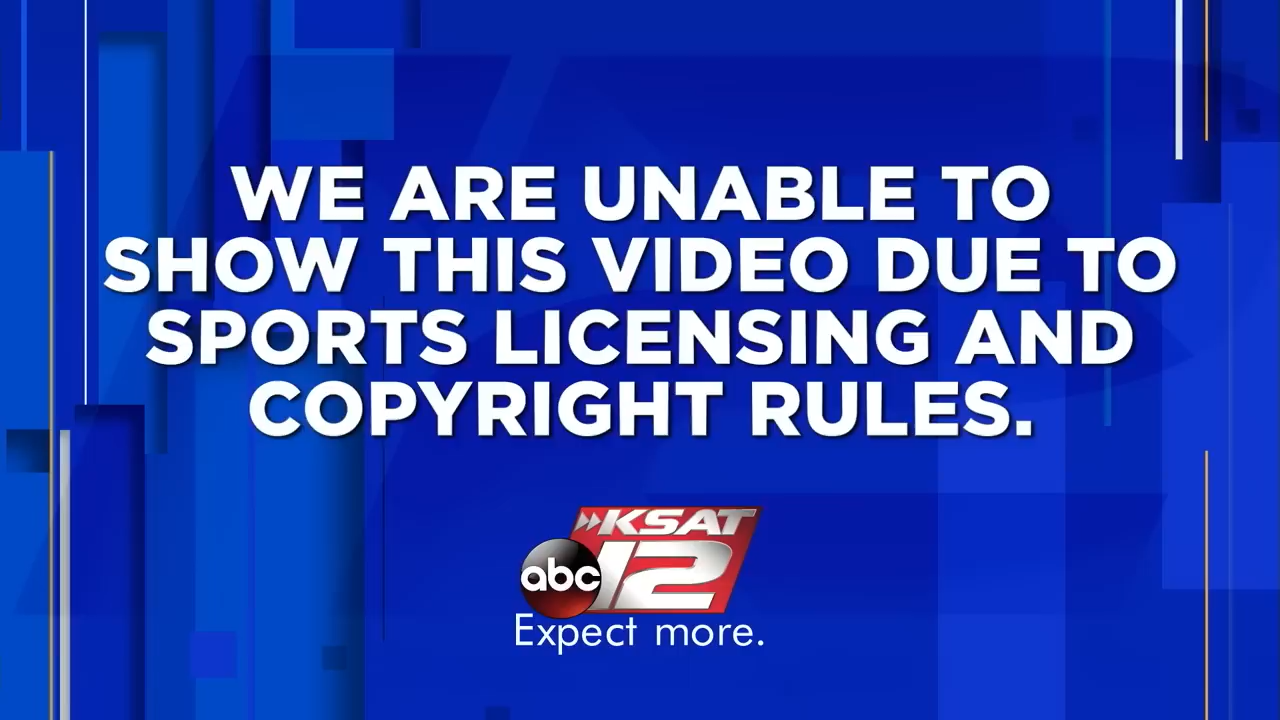 WE ARE UNABLE TO
SHOW THIS VIDEO DUE TO
SPORTS LICENSING AND
COPYRIGHT RULES.
KSAT
abc 12
Expect more.